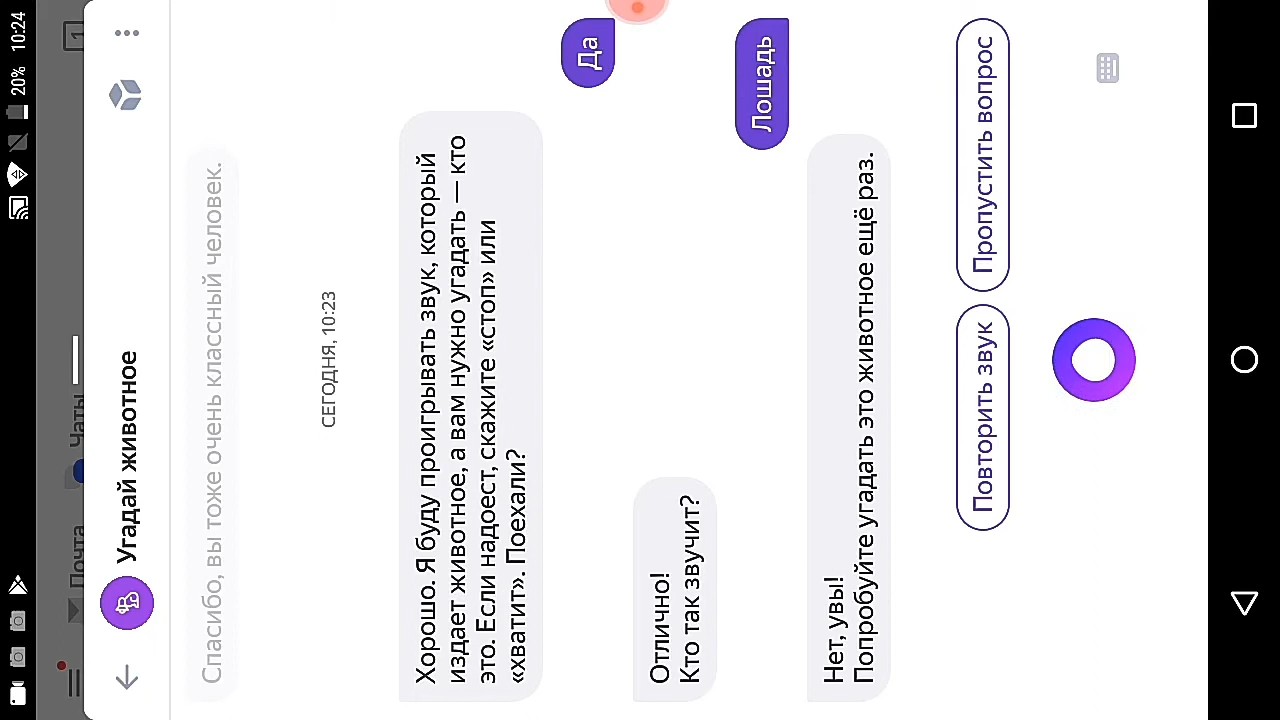 20% 10:24
1
Почта
Чаты
Угадай животное
Спасибо, вы тоже очень классный человек.
СЕГОДНЯ, 10:23
Хорошо. Я буду проигрывать звук, который
издает животное, а вам нужно угадать — кто
это. Если надоест, скажите «стоп» или
«хватит». Поехали?
Да
Отлично!
Кто так звучит?
Лошадь
Нет, увы!
Попробуйте угадать это животное ещё раз.
Повторить звук
Пропустить вопрос